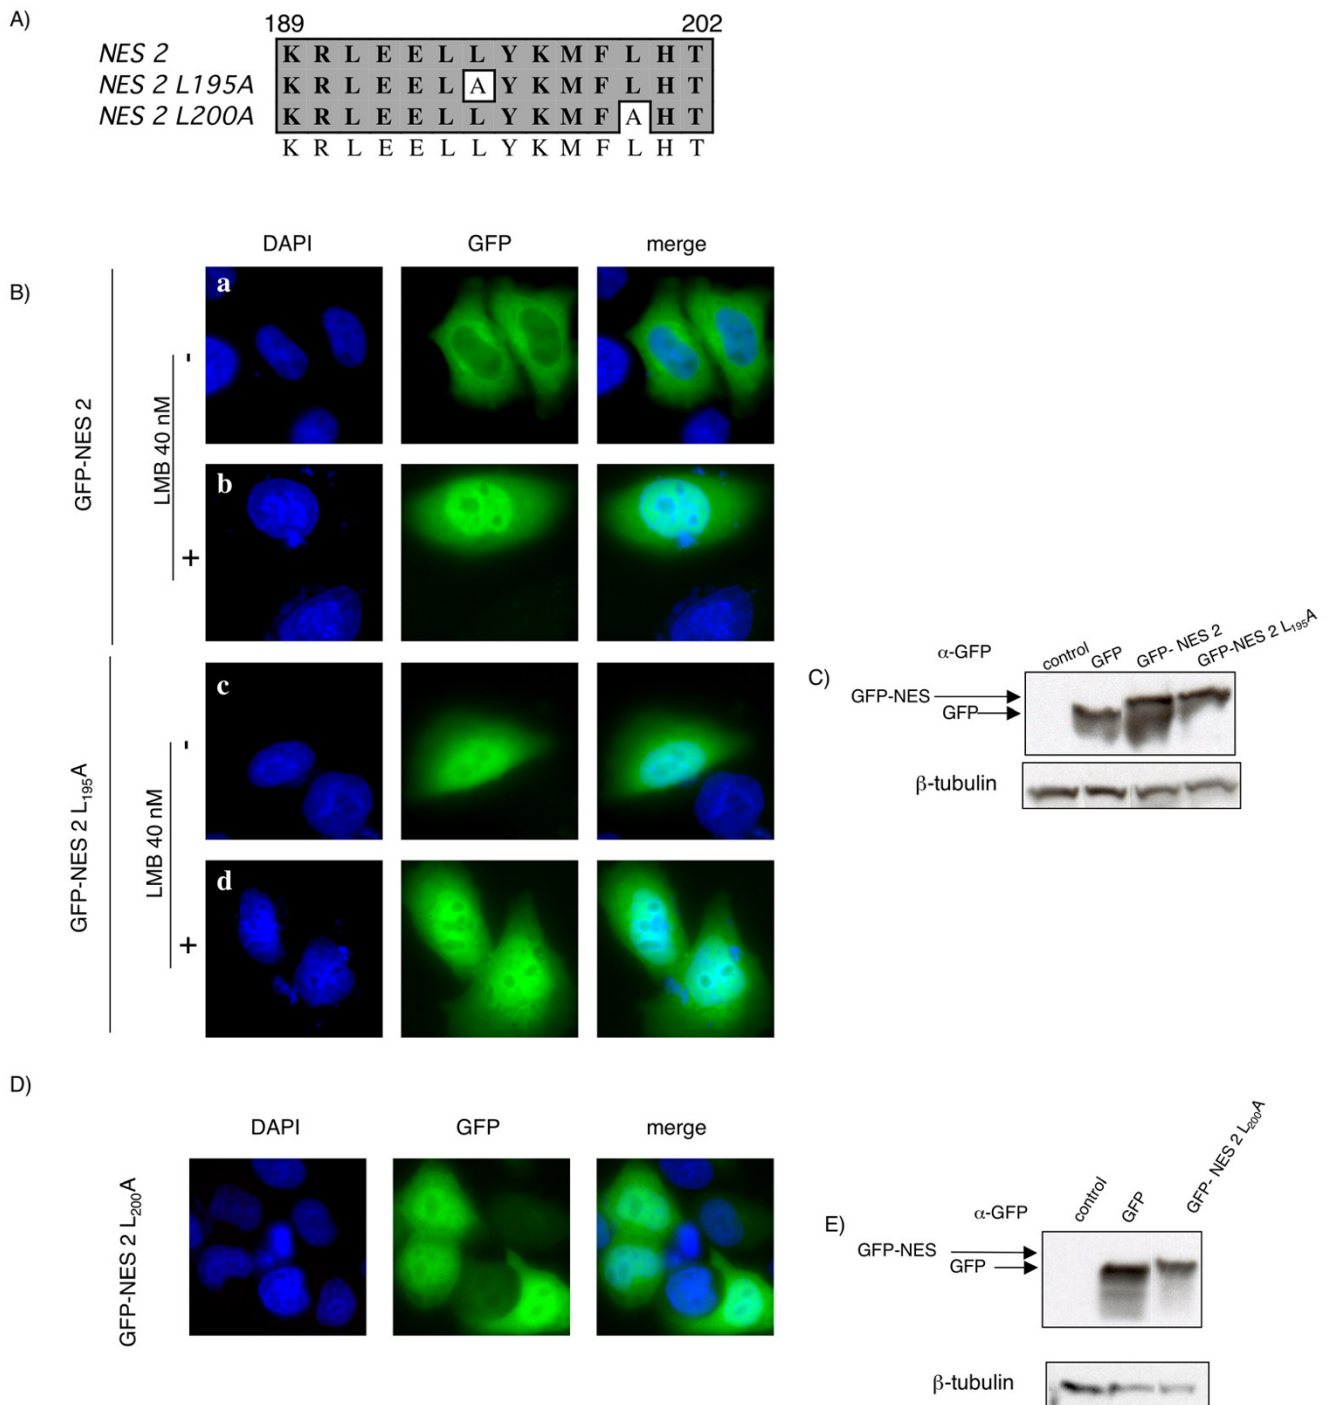 A)
189 202
NES 2 K R L E E L L Y K M F L H T
NES 2 L195A K R L E E L A Y K M F L H T
NES 2 L200A K R L E E L L Y K M F A H T
K R L E E L L Y K M F L H T
B)
DAPI GFP merge
GFP-NES 2
LMB 40 nM
-
a
+
b
GFP-NES 2 L195A
LMB 40 nM
-
c
+
d
C)
α-GFP
control GFP GFP- NES 2 GFP-NES 2 L195A
GFP-NES
GFP
β-tubulin
D)
DAPI GFP merge
GFP-NES 2 L200A
E)
α-GFP
control GFP GFP- NES 2 L200A
GFP-NES
GFP
β-tubulin